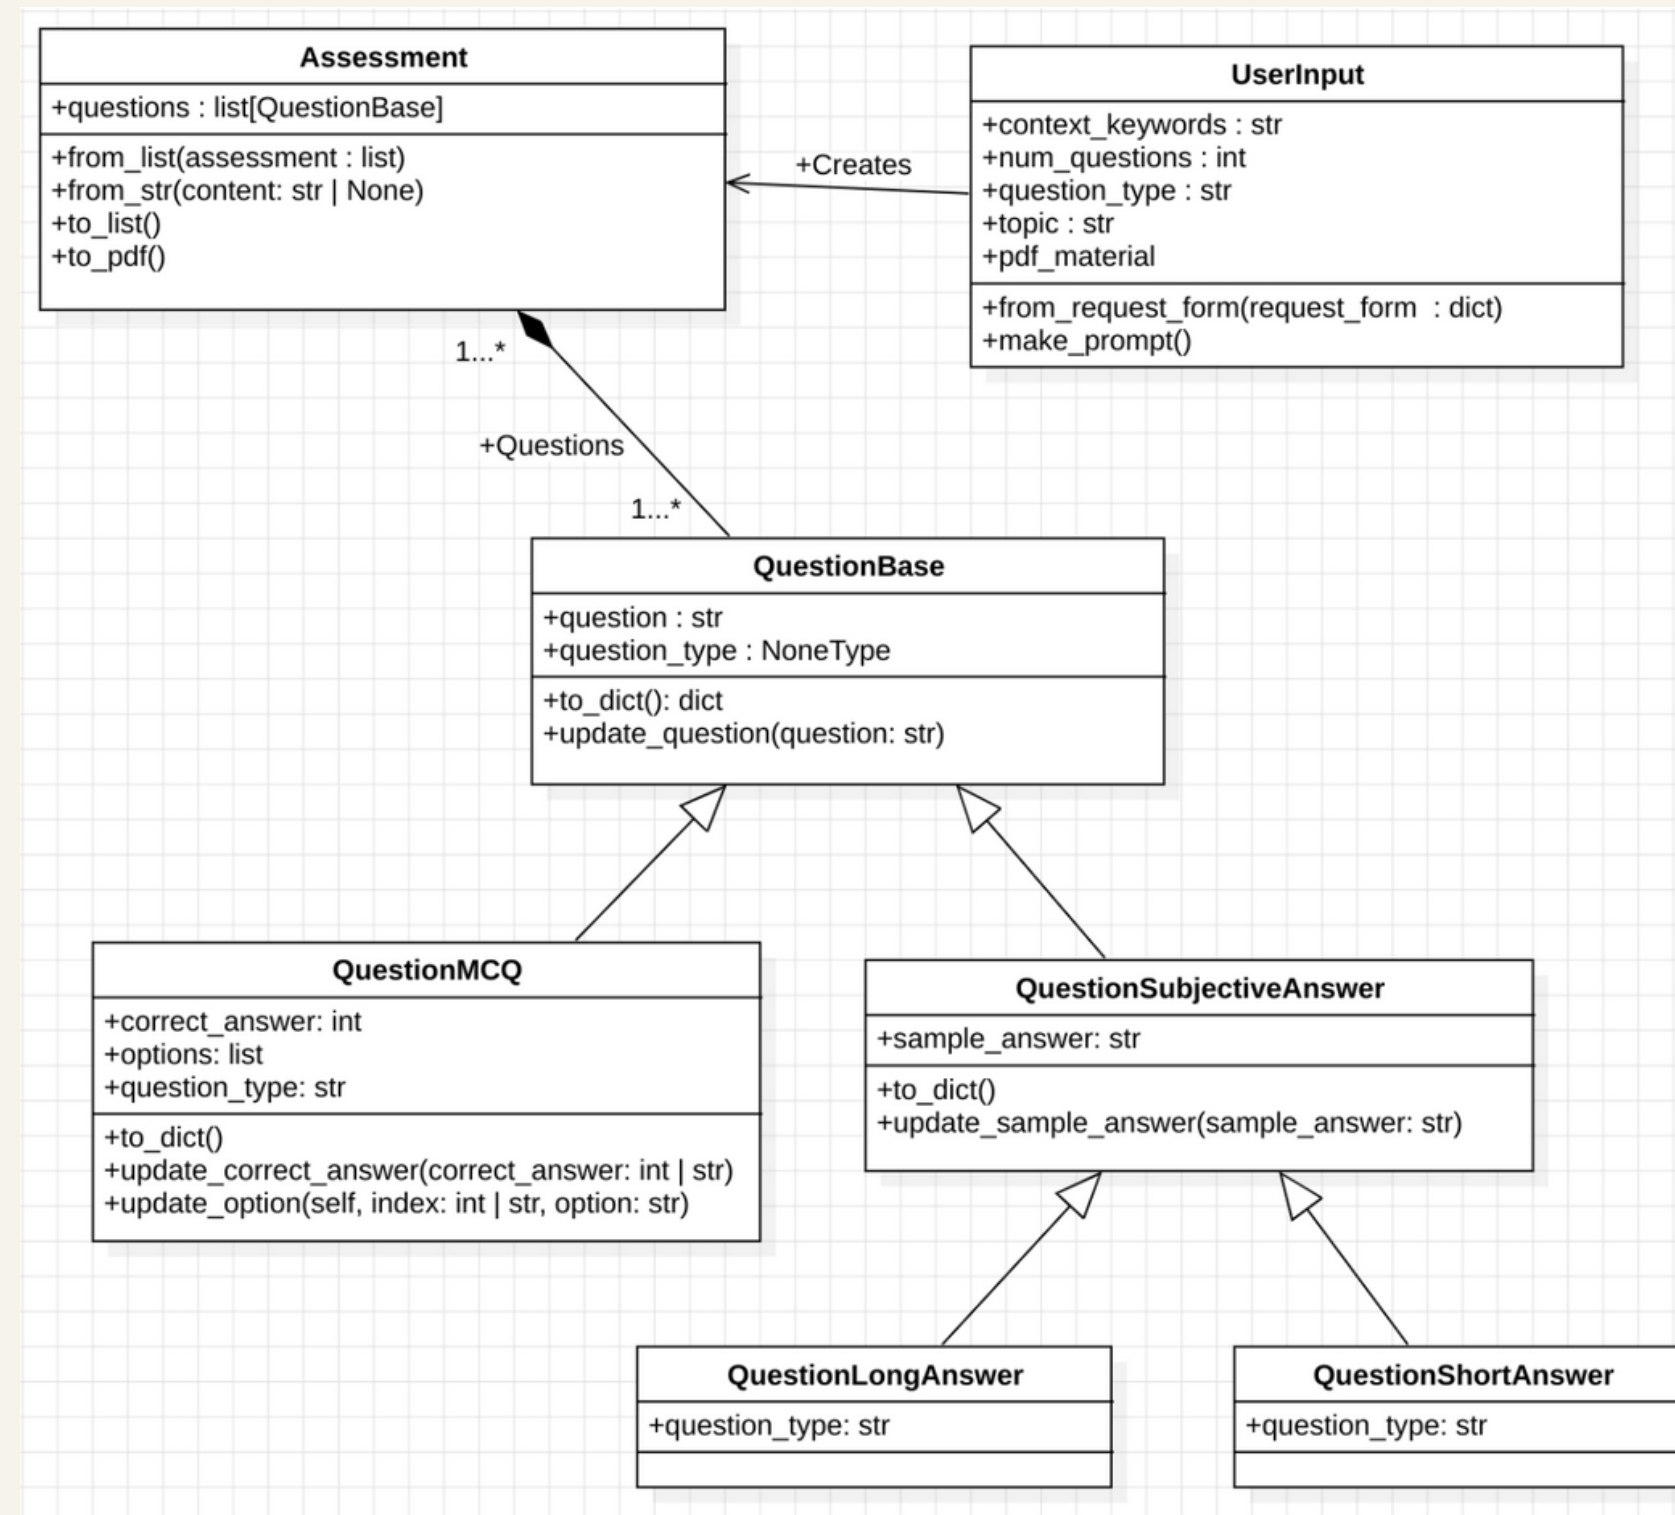 Assessment
+questions : list[QuestionBase]
+from_list(assessment : list)
+from_str(content: str | None)
+to_list()
+to_pdf()
+Creates
UserInput
+context_keywords : str
+num_questions : int
+question_type : str
+topic : str
+pdf_material
+from_request_form(request_form  : dict)
+make_prompt()
1...*
+Questions
1...*
QuestionBase
+question : str
+question_type : NoneType
+to_dict(): dict
+update_question(question: str)
QuestionMCQ
+correct_answer: int
+options: list
+question_type: str
+to_dict()
+update_correct_answer(correct_answer: int | str)
+update_option(self, index: int | str, option: str)
QuestionSubjectiveAnswer
+sample_answer: str
+to_dict()
+update_sample_answer(sample_answer: str)
QuestionLongAnswer
+question_type: str
QuestionShortAnswer
+question_type: str